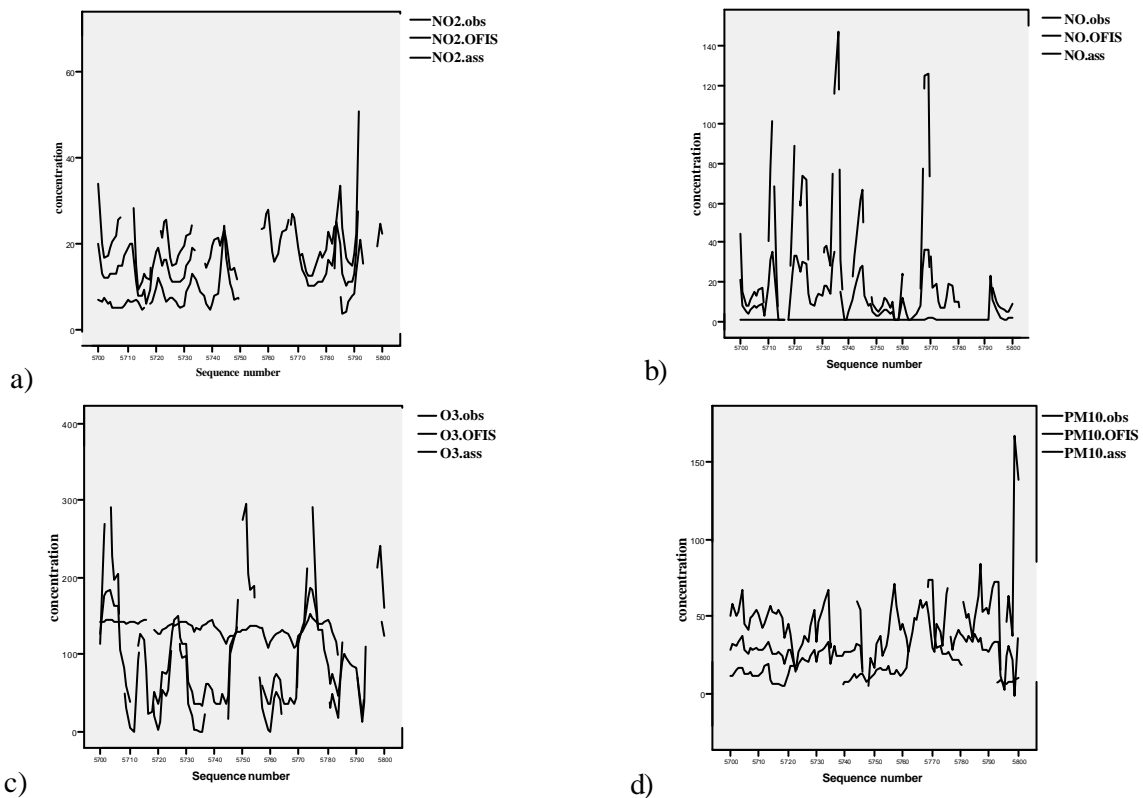 NO2.obs
NO2.OFIS
NO2.ass
60
40
20
0
concentration
5700 5710 5720 5730 5740 5750 5760 5770 5780 5790 5800
Sequence number
a)
NO.obs
NO.OFIS
NO.ass
140
120
100
80
60
40
20
0
concentration
5700 5710 5720 5730 5740 5750 5760 5770 5780 5790 5800
Sequence number
b)
O3.obs
O3.OFIS
O3.ass
400
300
200
100
0
concentration
5700 5710 5720 5730 5740 5750 5760 5770 5780 5790 5800
Sequence number
c)
PM10.obs
PM10.OFIS
PM10.ass
150
100
50
0
concentration
5700 5710 5720 5730 5740 5750 5760 5770 5780 5790 5800
Sequence number
d)